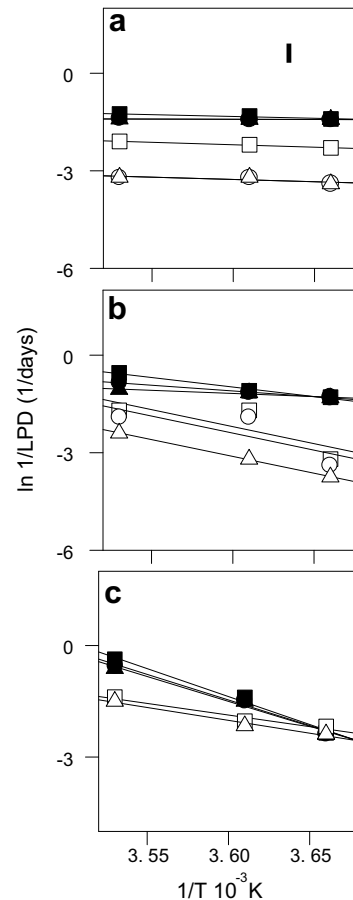 a
I
0
-3
-6
b
0
-3
-6
ln 1/LPD (1/days)
c
0
-3
3. 55 3. 60 3. 65
1/T 10⁻³K